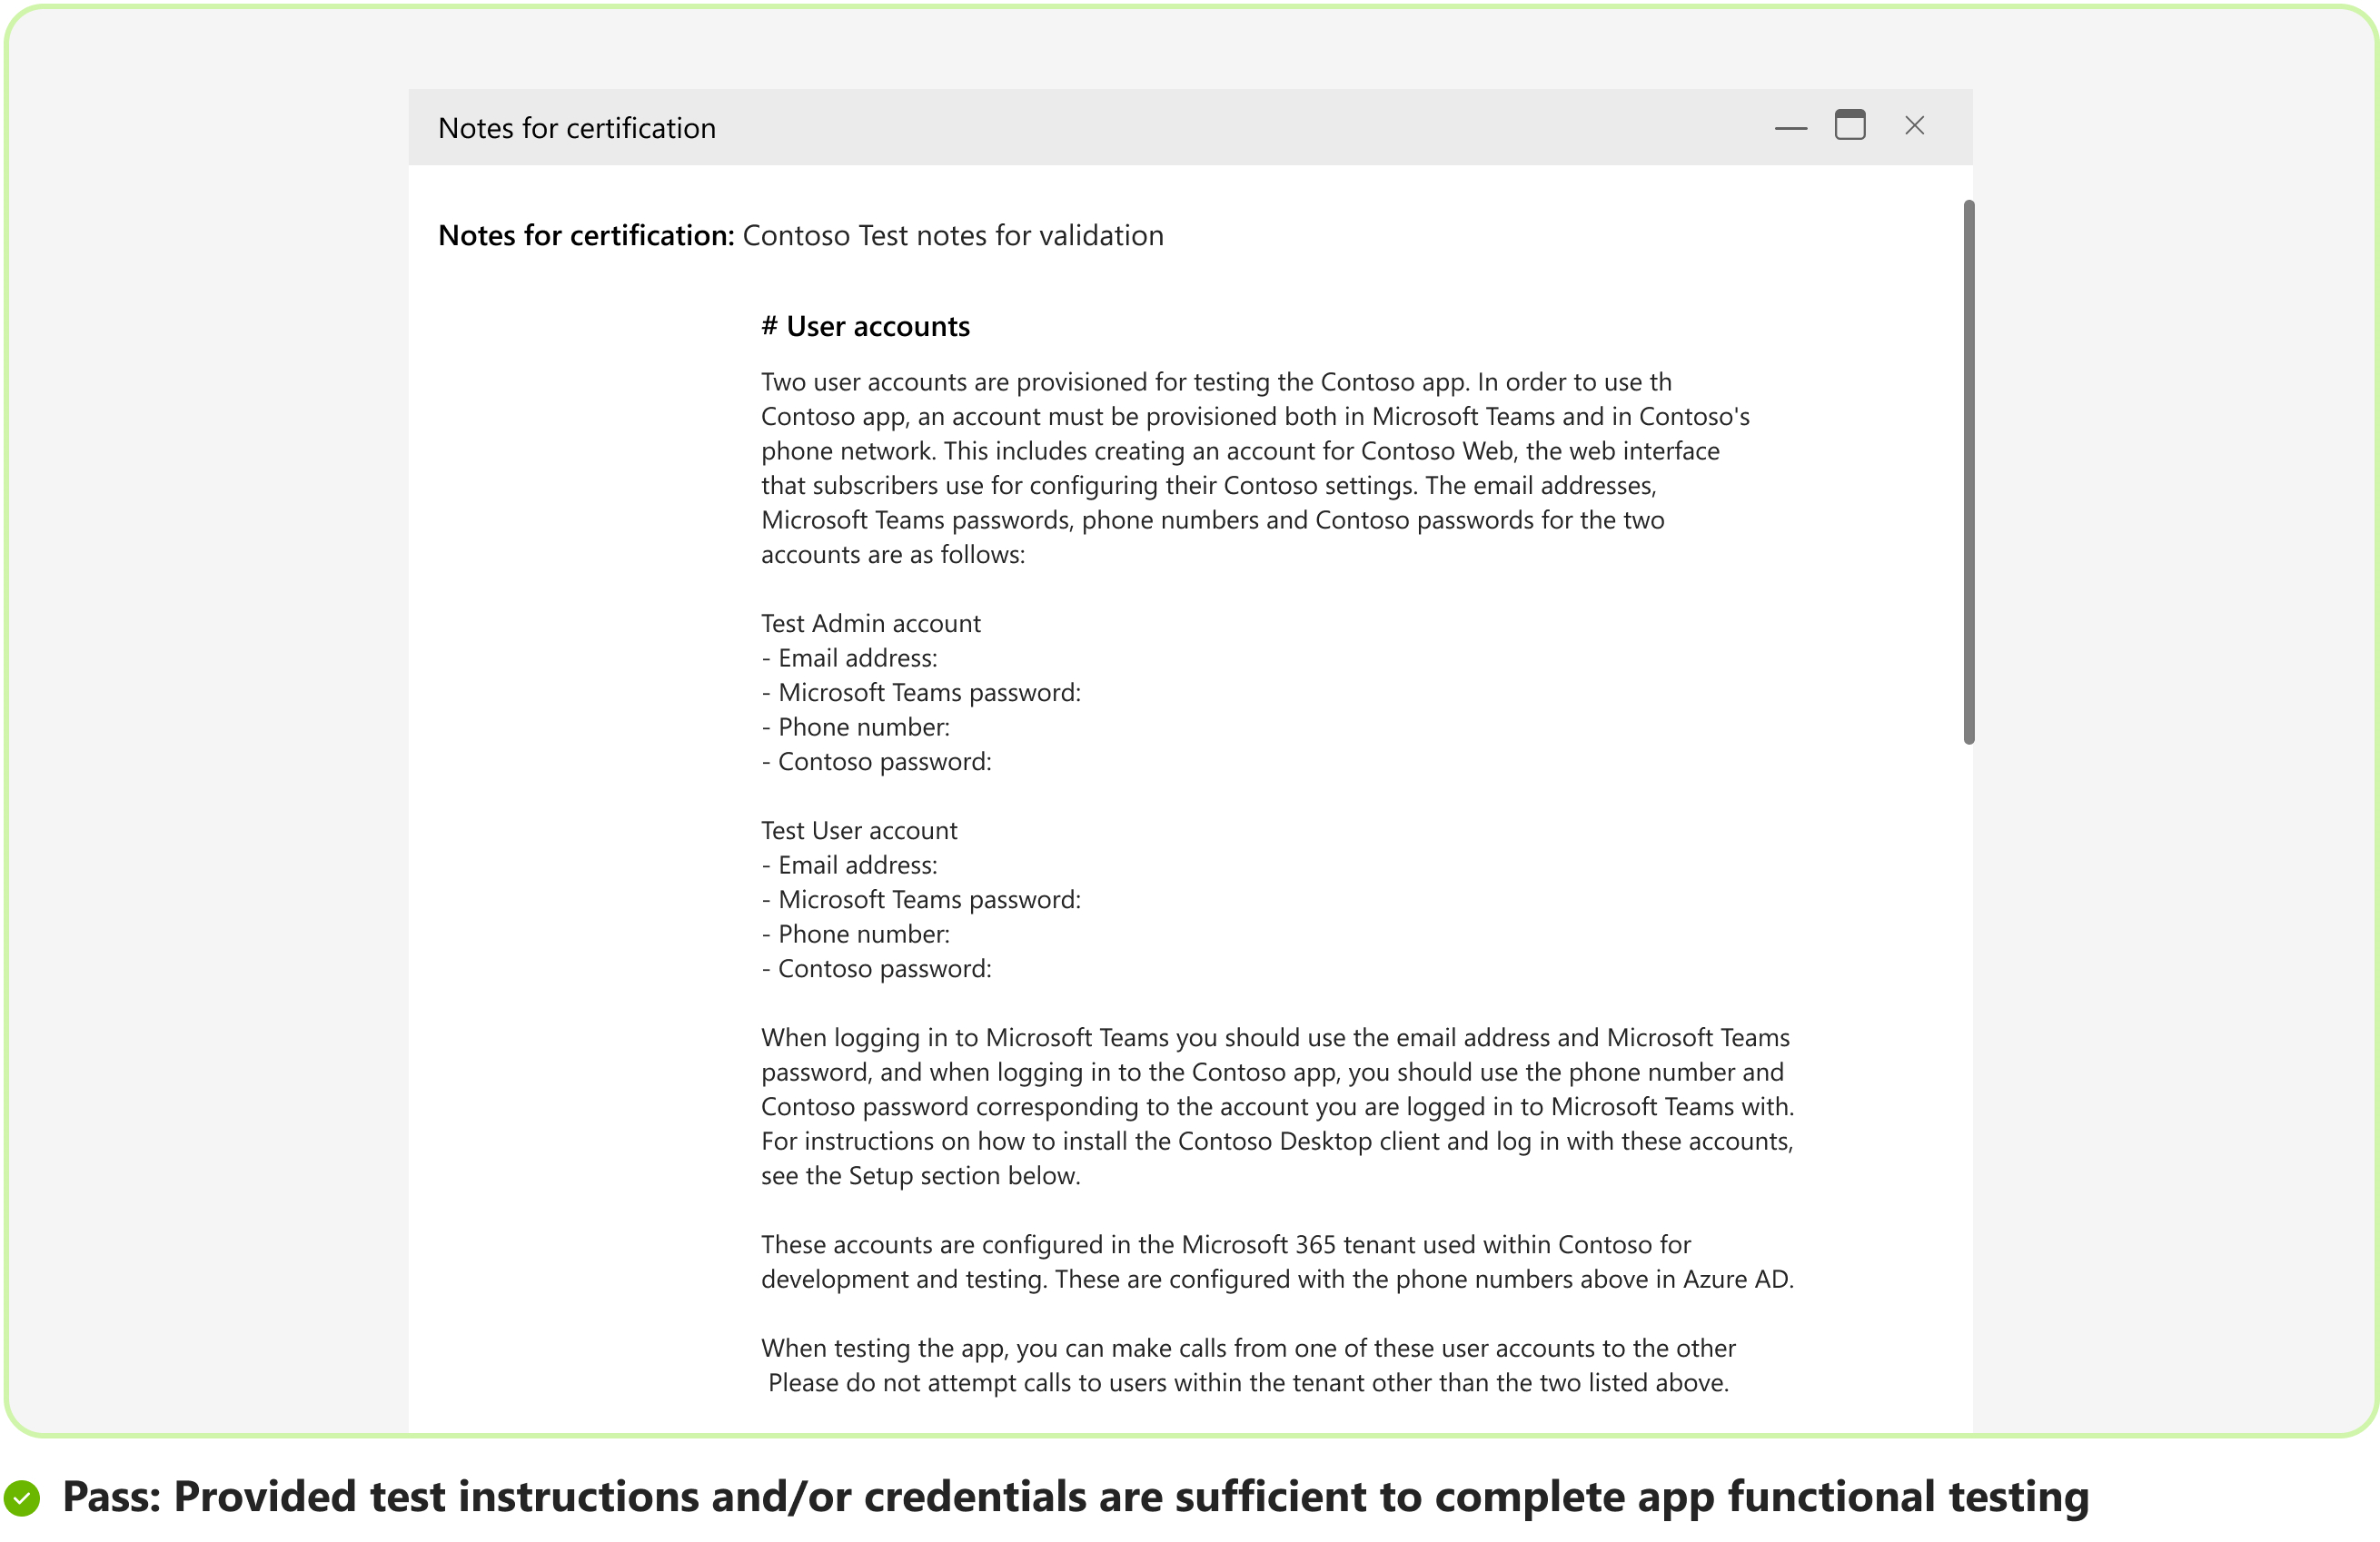 Notes for certification
Notes for certification: Contoso Test notes for validation
# User accounts
Two user accounts are provisioned for testing the Contoso app. In order to use th
Contoso app, an account must be provisioned both in Microsoft Teams and in Contoso's
phone network. This includes creating an account for Contoso Web, the web interface
that subscribers use for configuring their Contoso settings. The email addresses,
Microsoft Teams passwords, phone numbers and Contoso passwords for the two
accounts are as follows:
Test Admin account
- Email address:
- Microsoft Teams password:
- Phone number:
- Contoso password:
Test User account
- Email address:
- Microsoft Teams password:
- Phone number:
- Contoso password:
When logging in to Microsoft Teams you should use the email address and Microsoft Teams
password, and when logging in to the Contoso app, you should use the phone number and
Contoso password corresponding to the account you are logged in to Microsoft Teams with.
For instructions on how to install the Contoso Desktop client and log in with these accounts,
see the Setup section below.
These accounts are configured in the Microsoft 365 tenant used within Contoso for
development and testing. These are configured with the phone numbers above in Azure AD.
When testing the app, you can make calls from one of these user accounts to the other
Please do not attempt calls to users within the tenant other than the two listed above.
Pass: Provided test instructions and/or credentials are sufficient to complete app functional testing